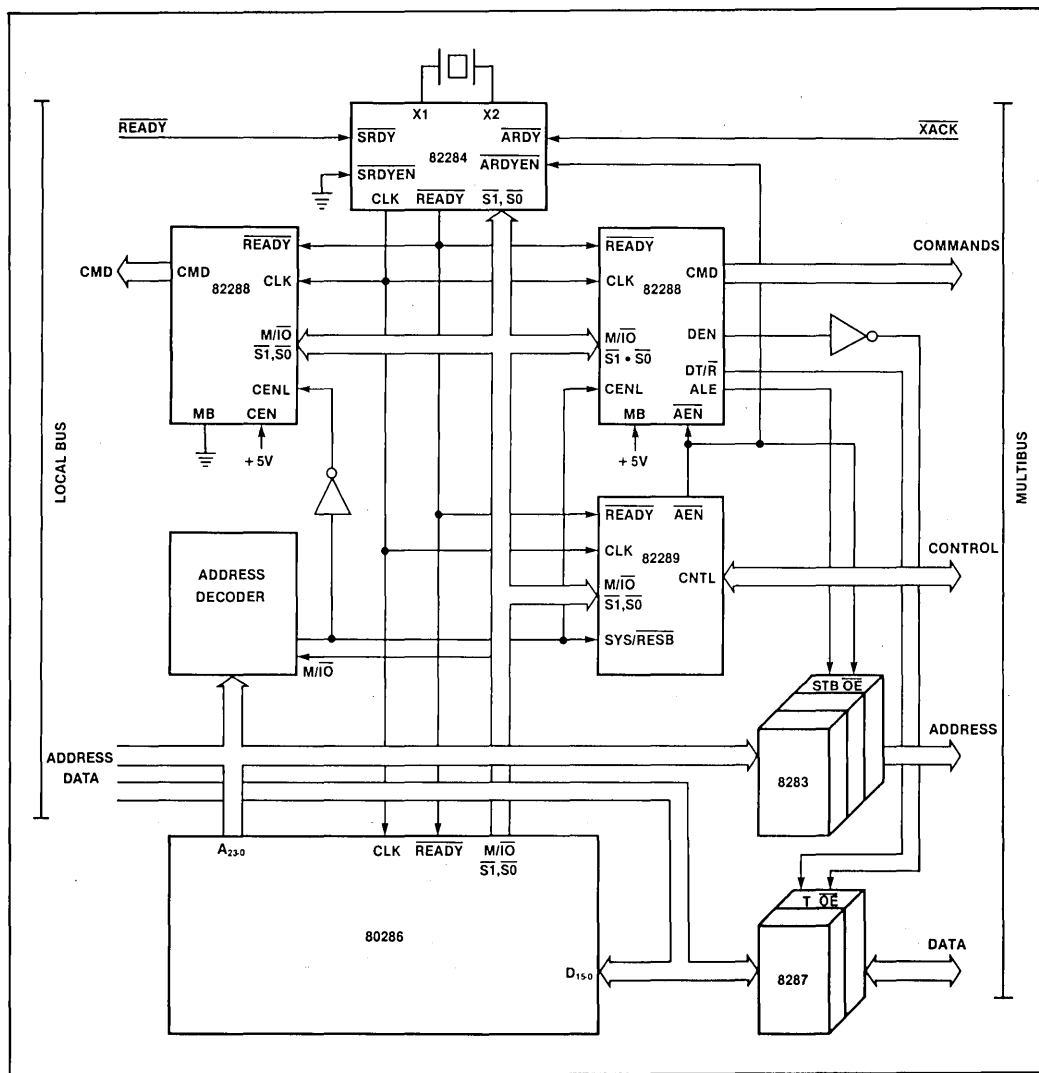 X1 X2
READY
SRDY
ARDY
XACK
82284
SRDYEN
ARDYEN
CLK READY S1, S0
LOCAL BUS
MULTIBUS
CMD
CMD
82288
READY
CLK
M/IO
S1,S0
CENL
MB CEN
+5V
READY
CLK
82288
CMD
COMMANDS
M/IO
S1 • S0
DEN
DT/R
ALE
CENL
MB
AEN
+5V
ADDRESS
DECODER
M/IO
READY
AEN
CLK
82289
CNTL
CONTROL
M/IO
S1,S0
SYS/RESB
STB OE
8283
ADDRESS
ADDRESS
DATA
A23-0
CLK READY M/IO
S1,S0
80286
D15-0
T OE
8287
DATA